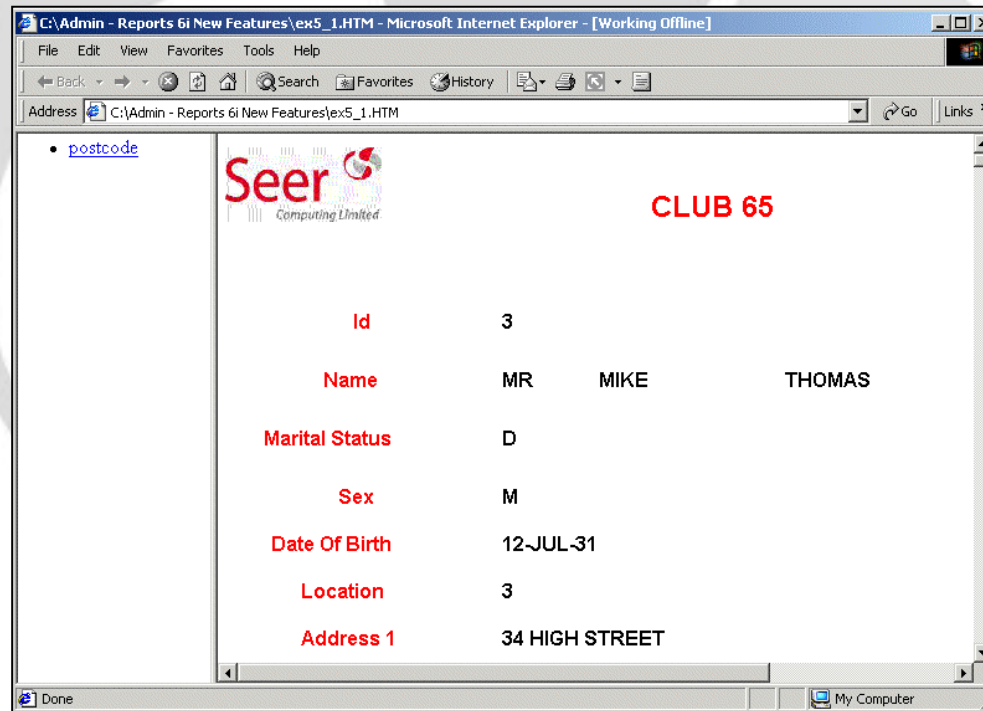 C:\Admin - Reports 6i New Features\ex5_1.HTM - Microsoft Internet Explorer - [Working Offline]
File Edit View Favorites Tools Help
Back Search Favorites History
Address C:\Admin - Reports 6i New Features\ex5_1.HTM Go Links
postcode
Seer
Computing Limited
CLUB 65
Id 3
Name MR MIKE THOMAS
Marital Status D
Sex M
Date Of Birth 12-JUL-31
Location 3
Address 1 34 HIGH STREET
Done My Computer